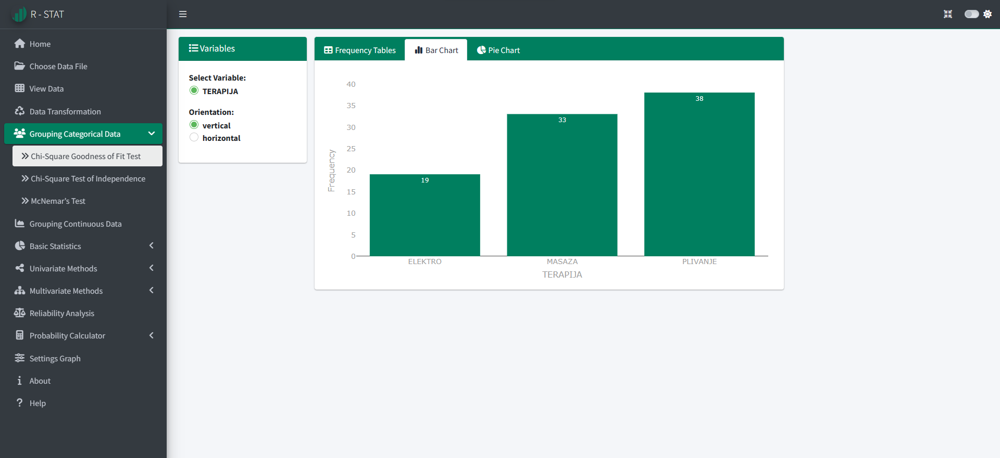 R - STAT
Home
Choose Data File
View Data
Data Transformation
Grouping Categorical Data
Chi-Square Goodness of Fit Test
Chi-Square Test of Independence
McNemar’s Test
Grouping Continuous Data
Basic Statistics
Univariate Methods
Multivariate Methods
Reliability Analysis
Probability Calculator
Settings Graph
About
Help
Variables
Select Variable:
TERAPIJA
Orientation:
vertical
horizontal
Frequency Tables
Bar Chart
Pie Chart
40
35
30
25
20
15
10
5
0
Frequency
19
33
38
ELEKTRO
MASAZA
PLIVANJE
TERAPIJA